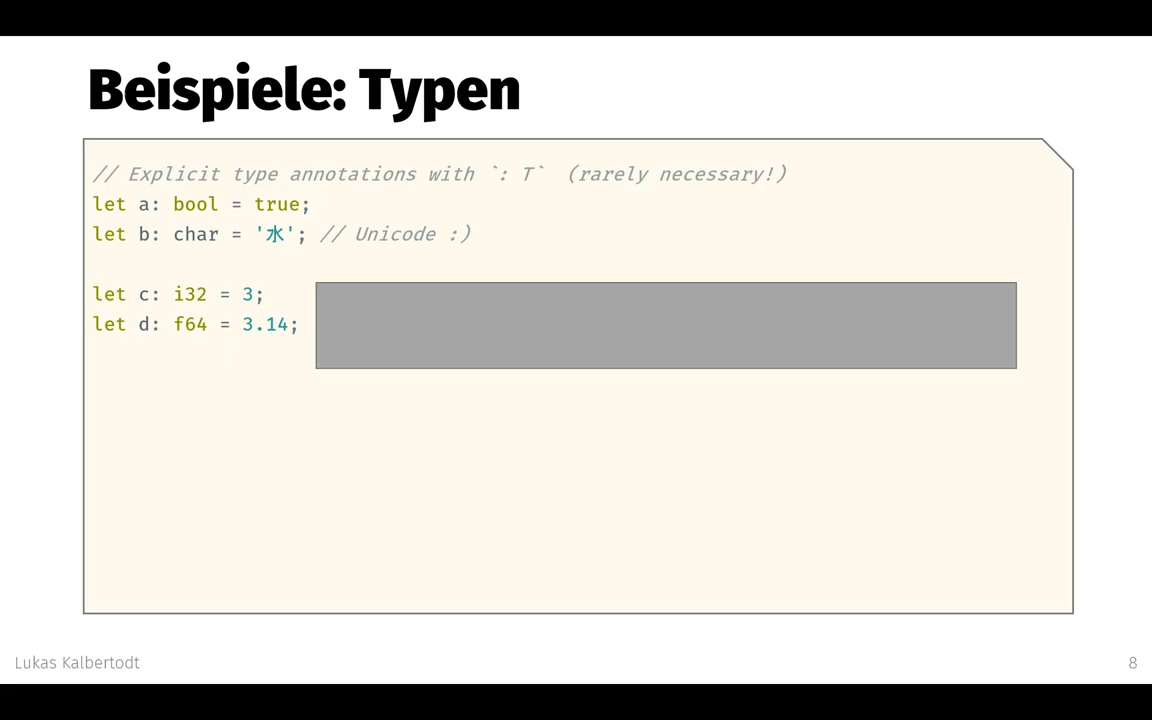 Beispiele: Typen
// Explicit type annotations with `: T`  (rarely necessary!)
let a: bool = true;
let b: char = '水'; // Unicode :)
let c: i32 = 3;
let d: f64 = 3.14;
Lukas Kalbertodt
8